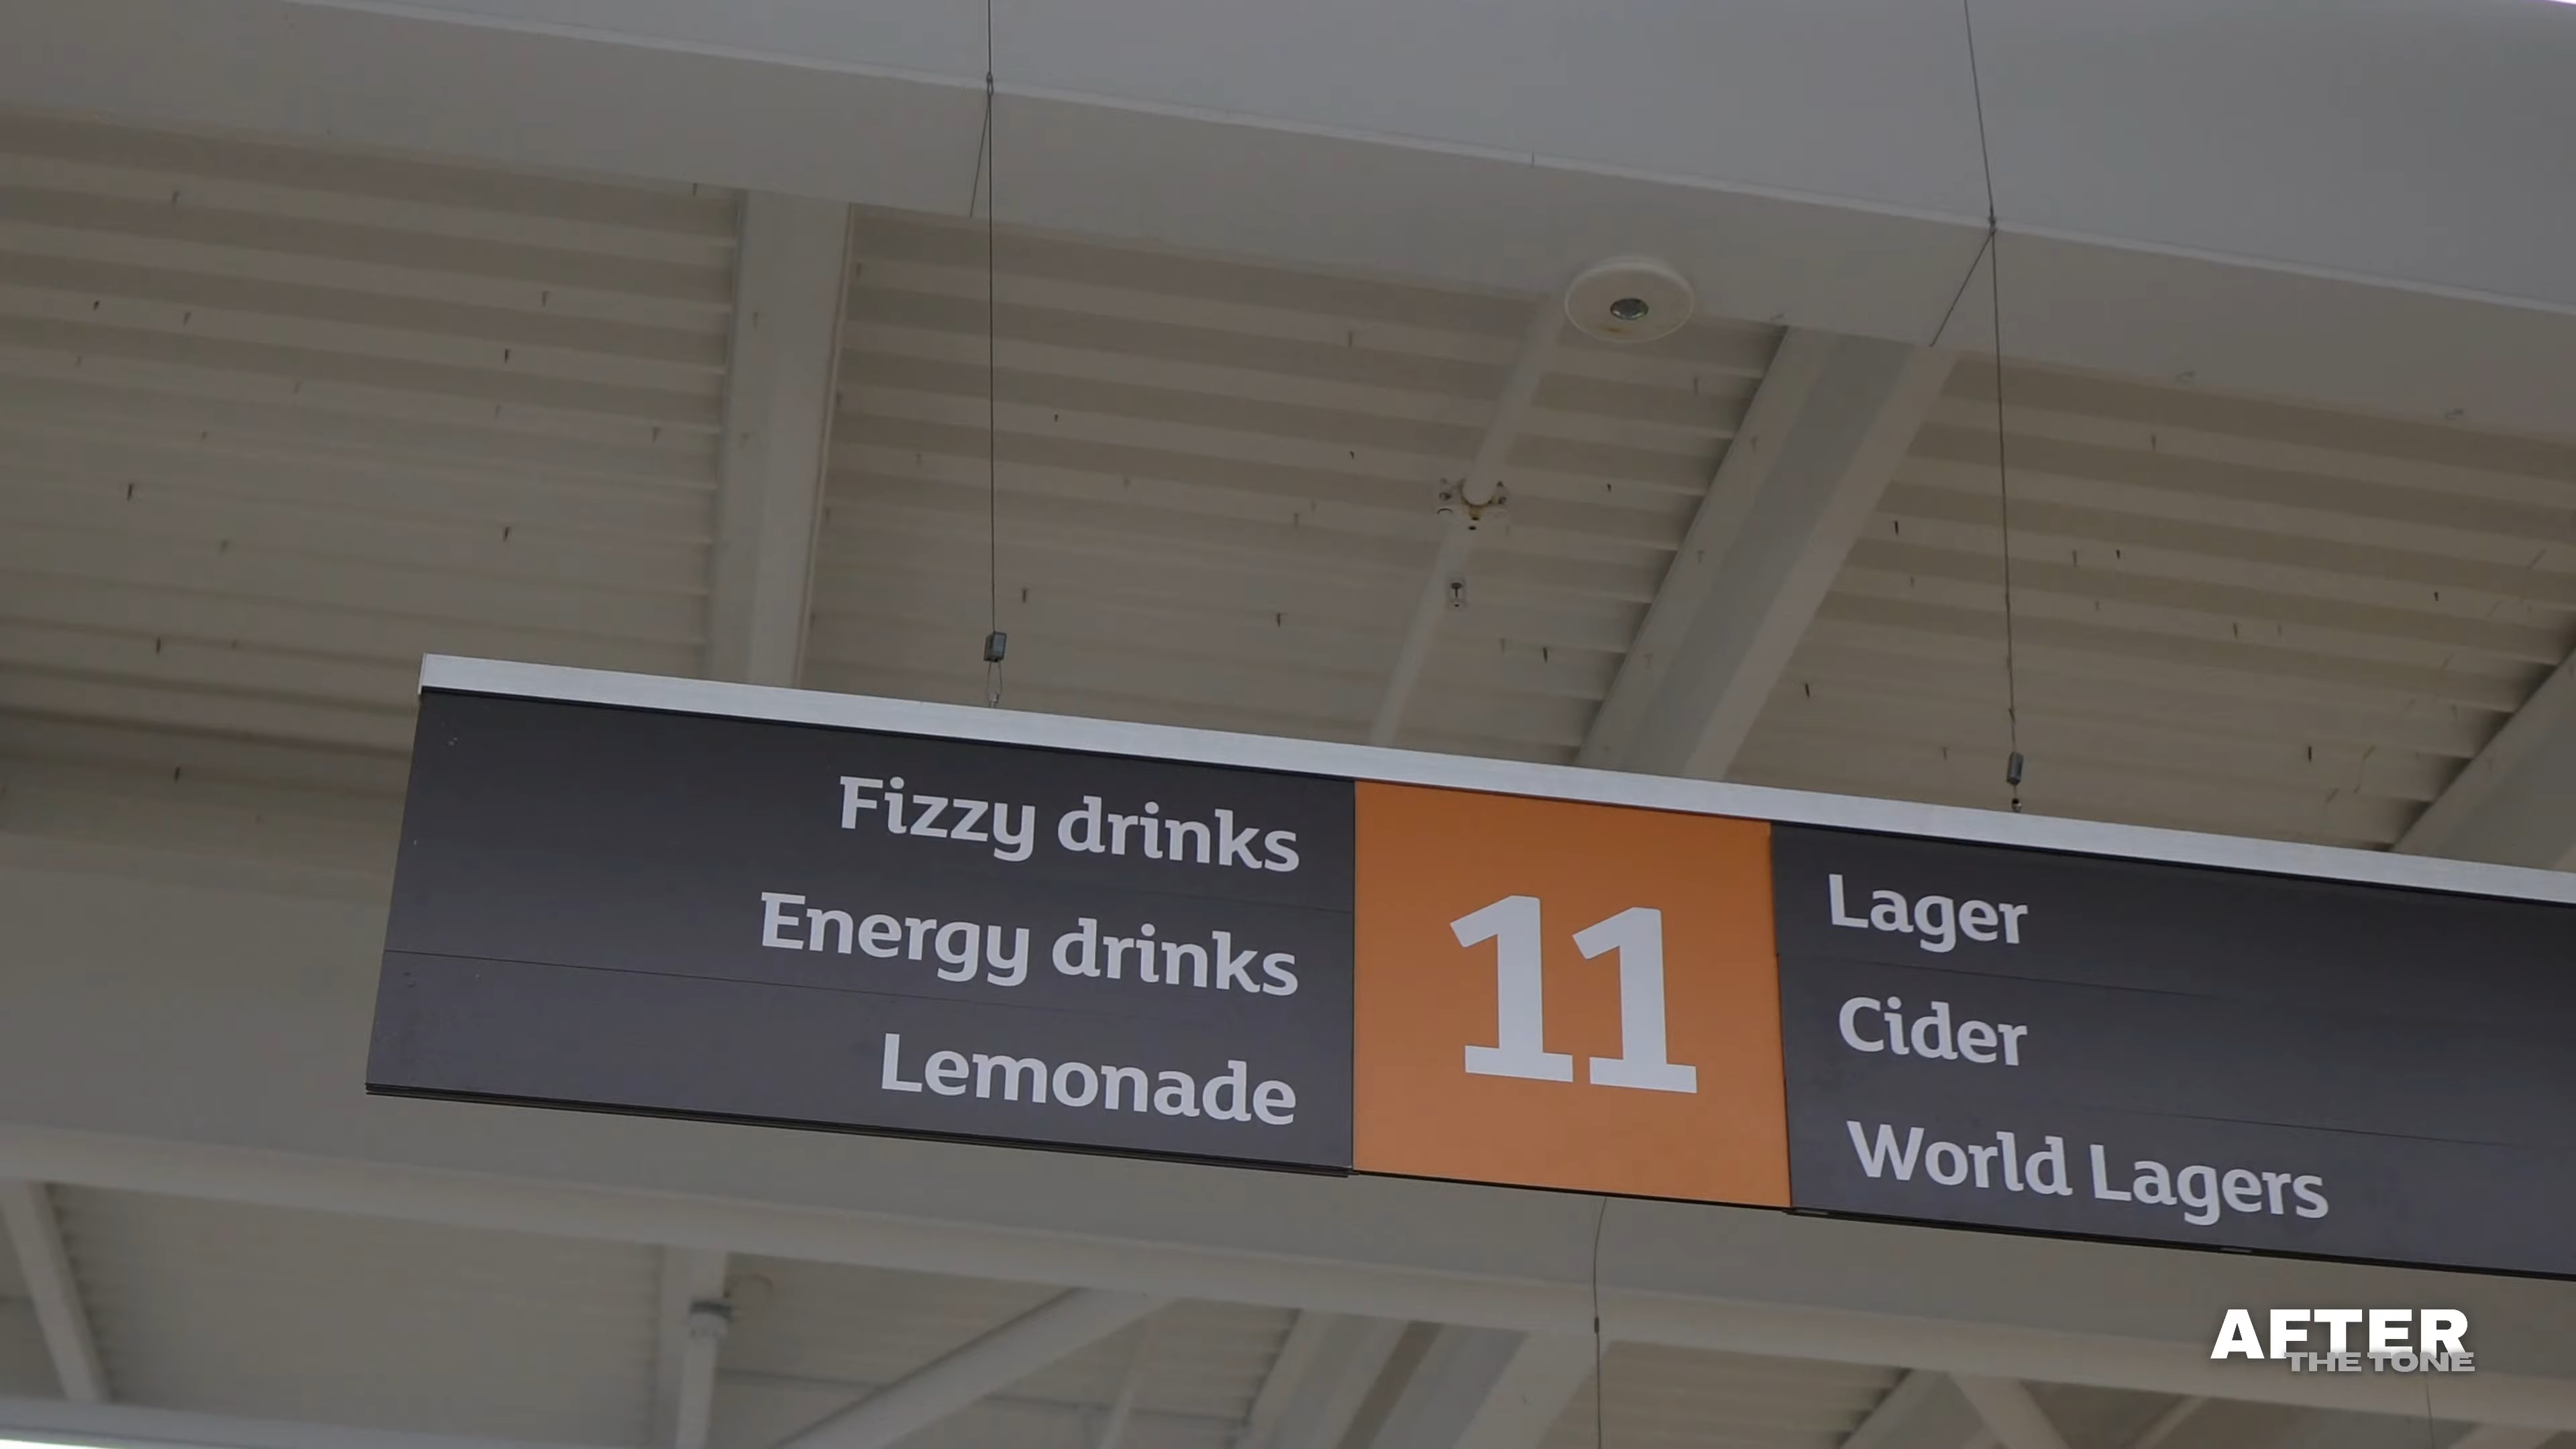 Fizzy drinks
Energy drinks
Lemonade
11
Lager
Cider
World Lagers
AFTER
THE TONE